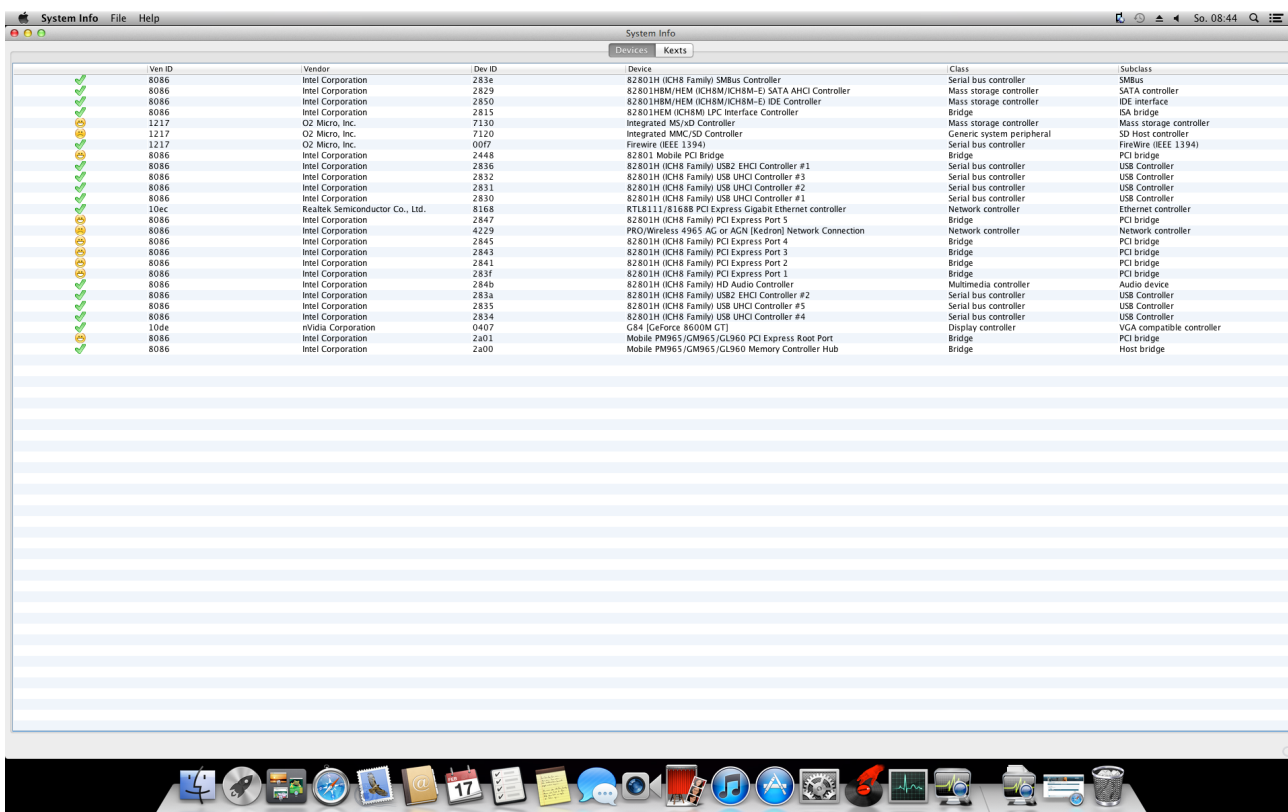 System Info File Help So. 08:44
System Info
Devices Kexts
Ven ID Vendor Dev ID Device Class Subclass
8086 Intel Corporation 283e 82801H (ICH8 Family) SMBus Controller Serial bus controller SMBus
8086 Intel Corporation 2829 82801HBM/HEM (ICH8M/ICH8M-E) SATA AHCI Controller Mass storage controller SATA controller
8086 Intel Corporation 2850 82801HBM/HEM (ICH8M/ICH8M-E) IDE Controller Mass storage controller IDE interface
8086 Intel Corporation 2815 82801HEM (ICH8M) LPC Interface Controller Bridge ISA bridge
1217 O2 Micro, Inc. 7130 Integrated MS/xD Controller Mass storage controller Mass storage controller
1217 O2 Micro, Inc. 7120 Integrated MMC/SD Controller Generic system peripheral SD Host controller
1217 O2 Micro, Inc. 00f7 Firewire (IEEE 1394) Serial bus controller FireWire (IEEE 1394)
8086 Intel Corporation 2448 82801 Mobile PCI Bridge Bridge PCI bridge
8086 Intel Corporation 2836 82801H (ICH8 Family) USB2 EHCI Controller #1 Serial bus controller USB Controller
8086 Intel Corporation 2832 82801H (ICH8 Family) USB UHCI Controller #3 Serial bus controller USB Controller
8086 Intel Corporation 2831 82801H (ICH8 Family) USB UHCI Controller #2 Serial bus controller USB Controller
8086 Intel Corporation 2830 82801H (ICH8 Family) USB UHCI Controller #1 Serial bus controller USB Controller
10ec Realtek Semiconductor Co., Ltd. 8168 RTL8111/8168B PCI Express Gigabit Ethernet controller Network controller Ethernet controller
8086 Intel Corporation 2847 82801H (ICH8 Family) PCI Express Port 5 Bridge PCI bridge
8086 Intel Corporation 4229 PRO/Wireless 4965 AG or AGN [Kedron] Network Connection Network controller Network controller
8086 Intel Corporation 2845 82801H (ICH8 Family) PCI Express Port 4 Bridge PCI bridge
8086 Intel Corporation 2843 82801H (ICH8 Family) PCI Express Port 3 Bridge PCI bridge
8086 Intel Corporation 2841 82801H (ICH8 Family) PCI Express Port 2 Bridge PCI bridge
8086 Intel Corporation 283f 82801H (ICH8 Family) PCI Express Port 1 Bridge PCI bridge
8086 Intel Corporation 284b 82801H (ICH8 Family) HD Audio Controller Multimedia controller Audio device
8086 Intel Corporation 283a 82801H (ICH8 Family) USB2 EHCI Controller #2 Serial bus controller USB Controller
8086 Intel Corporation 2835 82801H (ICH8 Family) USB UHCI Controller #5 Serial bus controller USB Controller
8086 Intel Corporation 2834 82801H (ICH8 Family) USB UHCI Controller #4 Serial bus controller USB Controller
10de nVidia Corporation 0407 G84 [GeForce 8600M GT] Display controller VGA compatible controller
8086 Intel Corporation 2a01 Mobile PM965/GM965/GL960 PCI Express Root Port Bridge PCI bridge
8086 Intel Corporation 2a00 Mobile PM965/GM965/GL960 Memory Controller Hub Bridge Host bridge
FEB
17